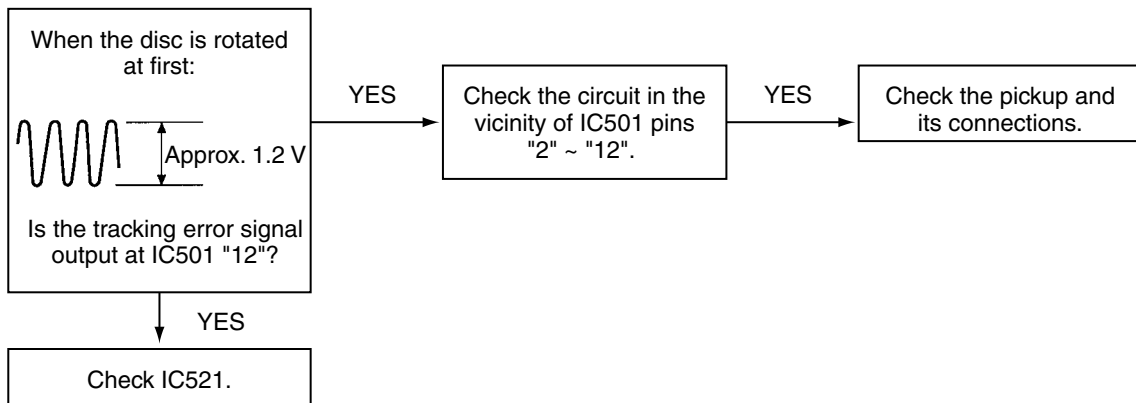 When the disc is rotated
at first:
Approx. 1.2 V
Is the tracking error signal
output at IC501 "12"?
YES
Check the circuit in the
vicinity of IC501 pins
"2" ~ "12".
YES
Check the pickup and
its connections.
YES
Check IC521.